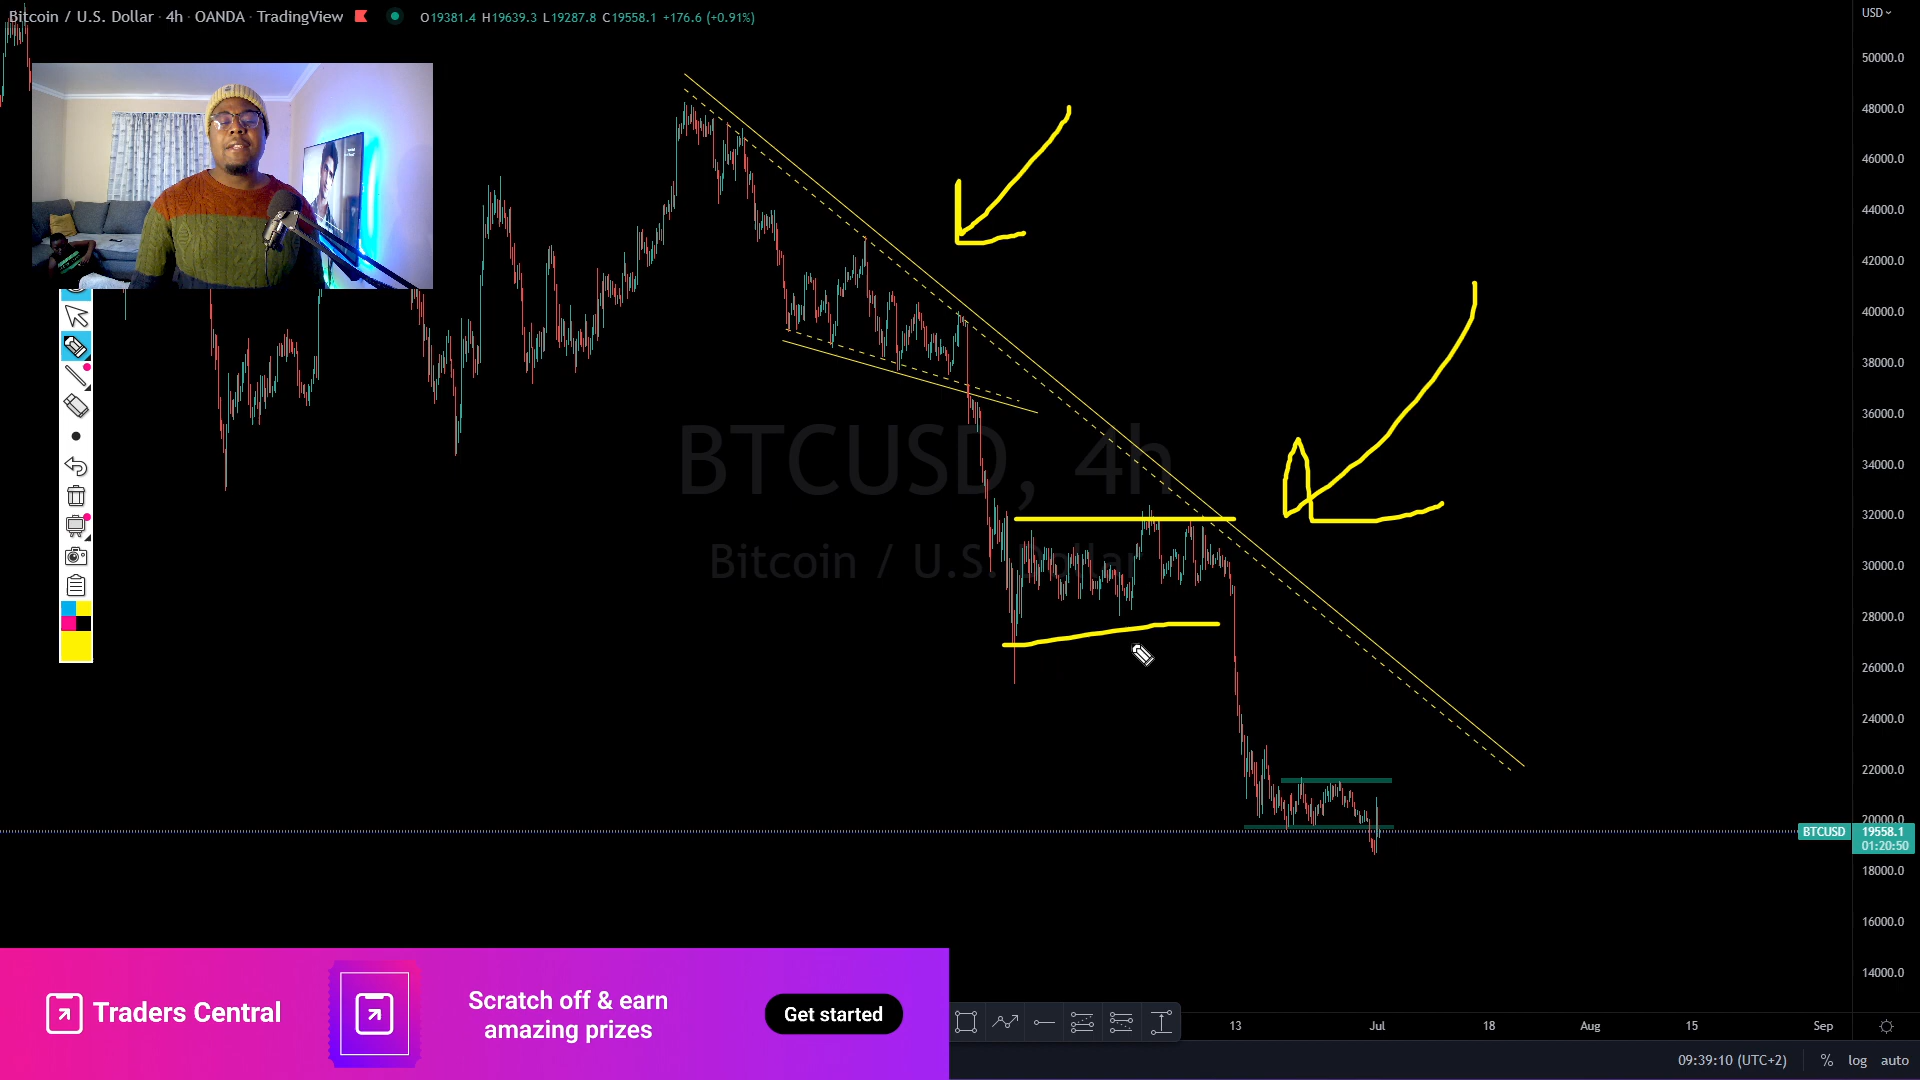 Bitcoin / U.S. Dollar · 4h · OANDA · TradingView
O19381.4 H19639.3 L19287.8 C19558.1 +176.6 (+0.91%)
USD
50000.0
48000.0
46000.0
44000.0
42000.0
40000.0
38000.0
36000.0
34000.0
32000.0
30000.0
28000.0
26000.0
24000.0
22000.0
20000.0
BTCUSD 19558.1
01:20:50
18000.0
16000.0
14000.0
BTCUSD, 4h
Bitcoin / U.S. Dollar
Traders Central
Scratch off & earn
amazing prizes
Get started
13 Jul 18 Aug 15 Sep
09:39:10 (UTC+2) % log auto